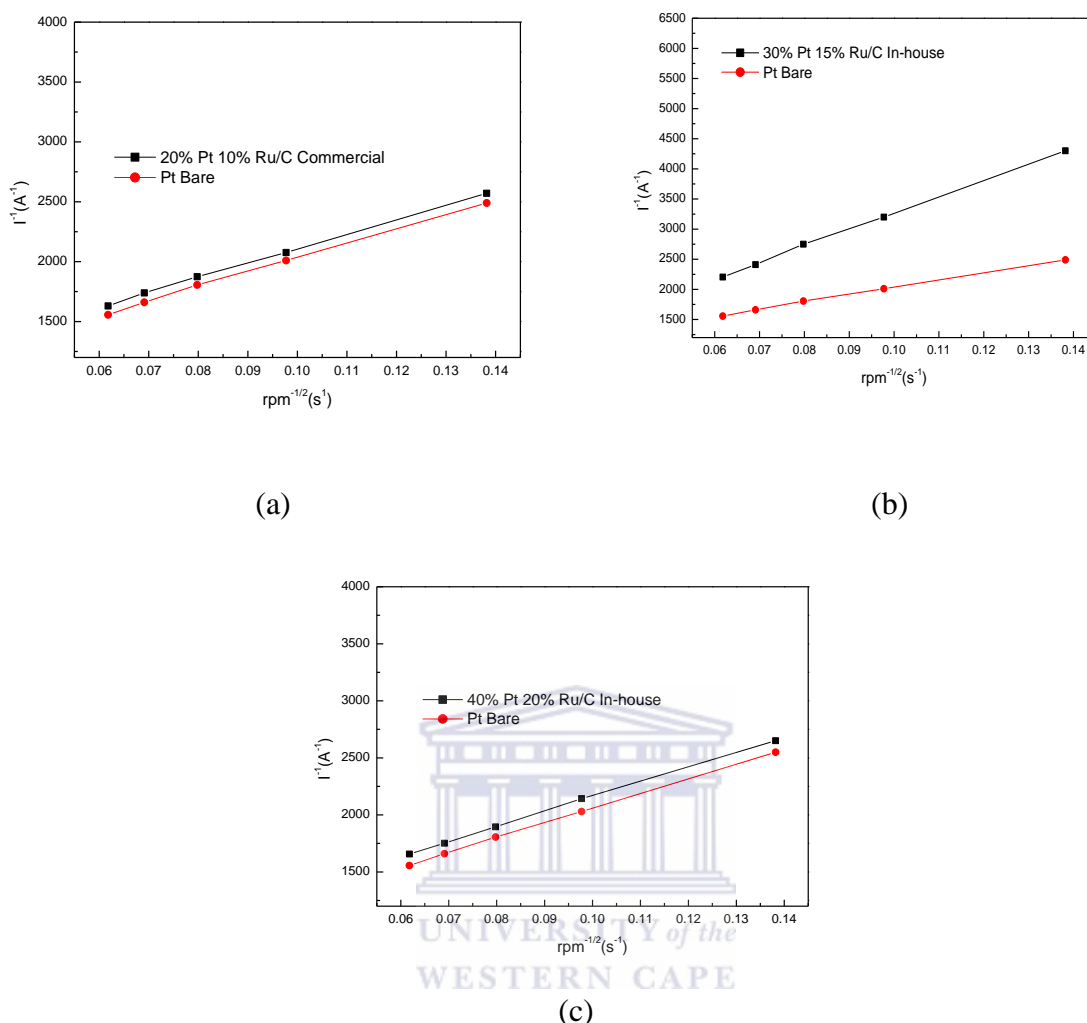 4000
3500
3000
2500
2000
1500
I⁻¹(A⁻¹)
20% Pt 10% Ru/C Commercial
Pt Bare
0.06 0.07 0.08 0.09 0.10 0.11 0.12 0.13 0.14
rpm⁻¹/²(s¹)
(a)
6500
6000
5500
5000
4500
4000
3500
3000
2500
2000
1500
I⁻¹(A⁻¹)
30% Pt 15% Ru/C In-house
Pt Bare
0.06 0.07 0.08 0.09 0.10 0.11 0.12 0.13 0.14
rpm⁻¹/²(s⁻¹)
(b)
4000
3500
3000
2500
2000
1500
I⁻¹(A⁻¹)
40% Pt 20% Ru/C In-house
Pt Bare
0.06 0.07 0.08 0.09 0.10 0.11 0.12 0.13 0.14
rpm⁻¹/²(s⁻¹)
UNIVERSITY of the
WESTERN CAPE
(c)